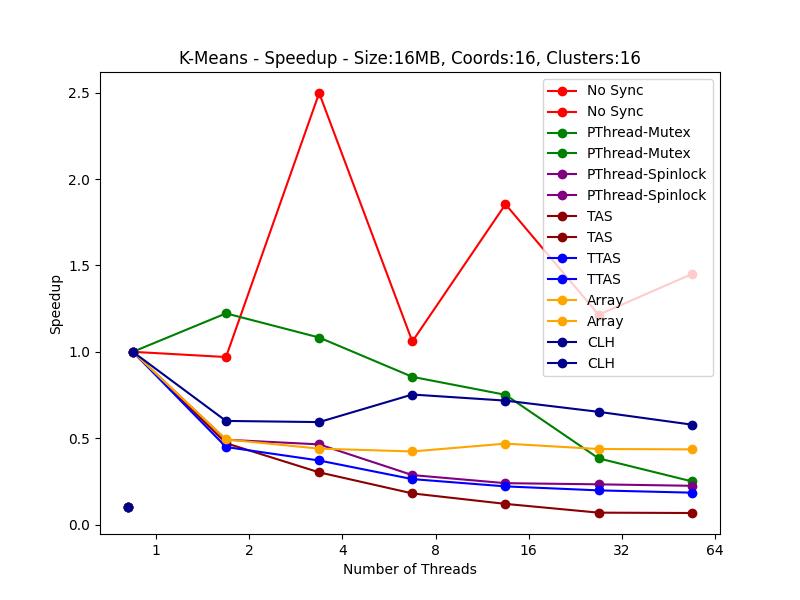 K-Means - Speedup - Size:16MB, Coords:16, Clusters:16
2.5
2.0
1.5
1.0
0.5
0.0
Speedup
No Sync
No Sync
PThread-Mutex
PThread-Mutex
PThread-Spinlock
PThread-Spinlock
TAS
TAS
TTAS
TTAS
Array
Array
CLH
CLH
1 2 4 8 16 32 64
Number of Threads